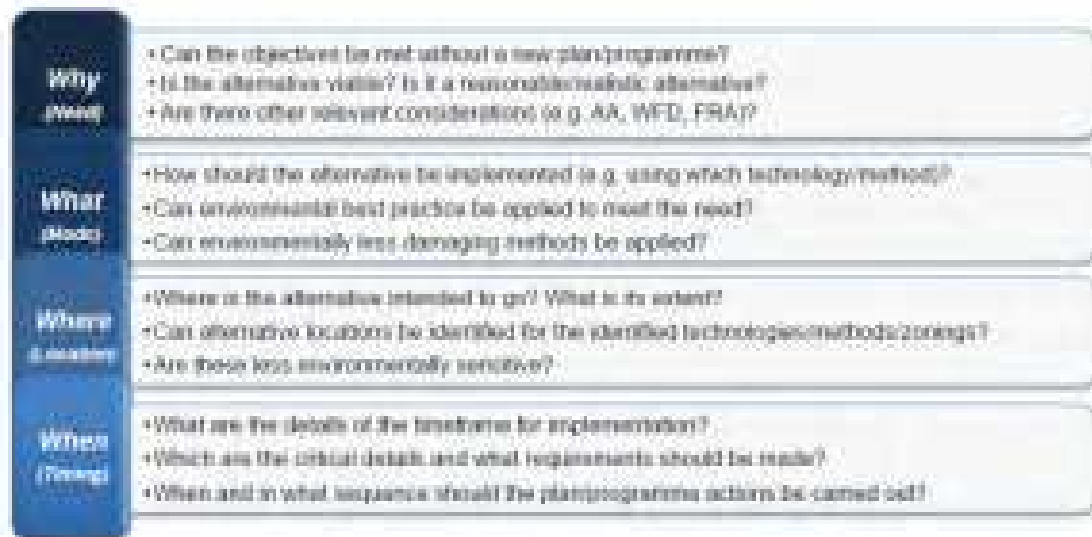 Why
(Need)
• Can the objectives be met without a new plan/programme?
• Is the alternative viable? Is it a reasonable/realistic alternative?
• Are there other relevant considerations (e.g. AA, WFD, FRA)?
What
(Mode)
• How should the alternative be implemented (e.g. using which technology/method)?
• Can environmental best practice be applied to meet the need?
• Can environmentally less damaging methods be applied?
Where
(Location)
• Where is the alternative intended to go? What is its extent?
• Can alternative locations be identified for the identified technologies/methods/zonings?
• Are these less environmentally sensitive?
When
(Timing)
• What are the details of the timeframe for implementation?
• Which are the critical details and what requirements should be made?
• When and in what sequence should the plan/programme actions be carried out?